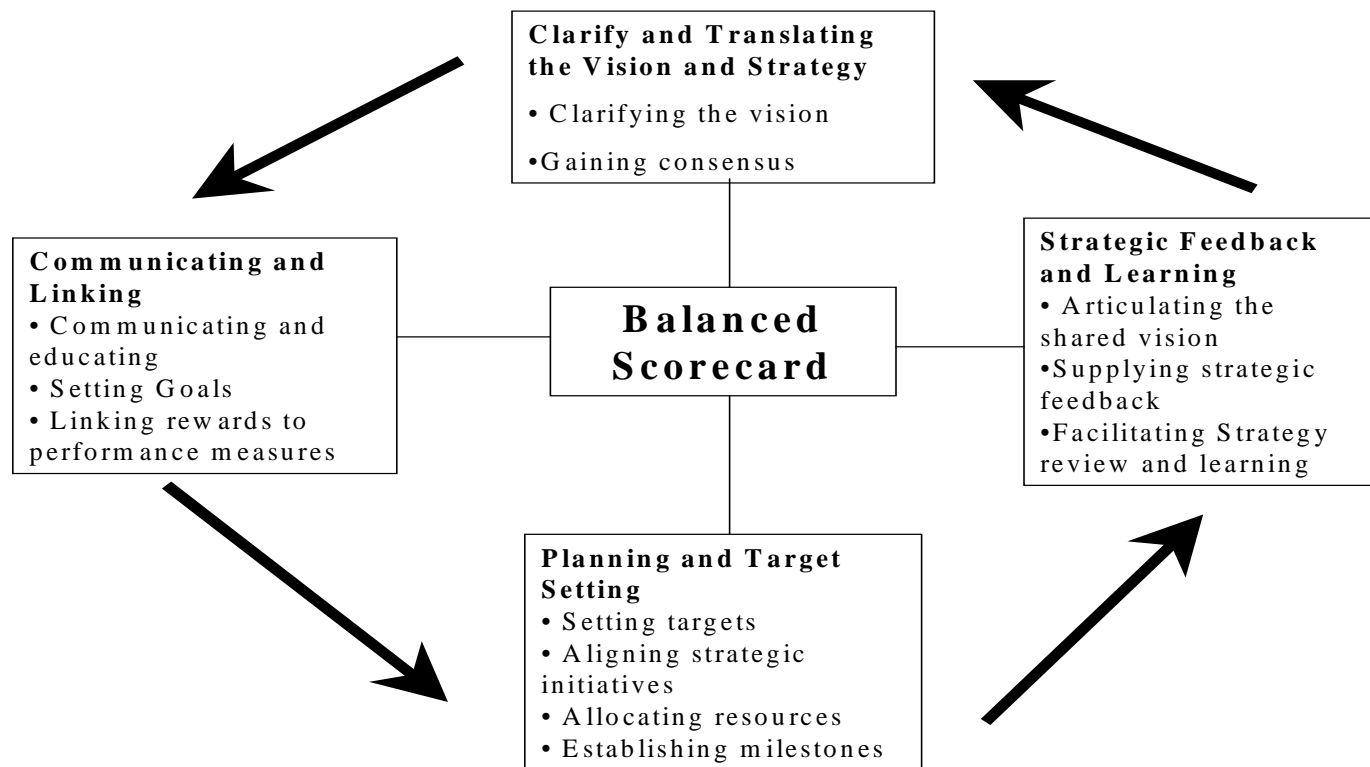 Clarify and Translating
the Vision and Strategy
• Clarifying the vision
•Gaining consensus
Communicating and
Linking
• Communicating and
educating
• Setting Goals
• Linking rewards to
performance measures
Balanced
Scorecard
Strategic Feedback
and Learning
• Articulating the
shared vision
•Supplying strategic
feedback
•Facilitating Strategy
review and learning
Planning and Target
Setting
• Setting targets
• Aligning strategic
initiatives
• Allocating resources
• Establishing milestones